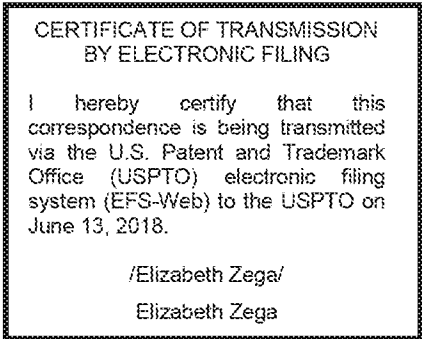 CERTIFICATE OF TRANSMISSION
BY ELECTRONIC FILING
I hereby certify that this
correspondence is being transmitted
via the U.S. Patent and Trademark
Office (USPTO) electronic filing
system (EFS-Web) to the USPTO on
June 13, 2018.
/Elizabeth Zega/
Elizabeth Zega